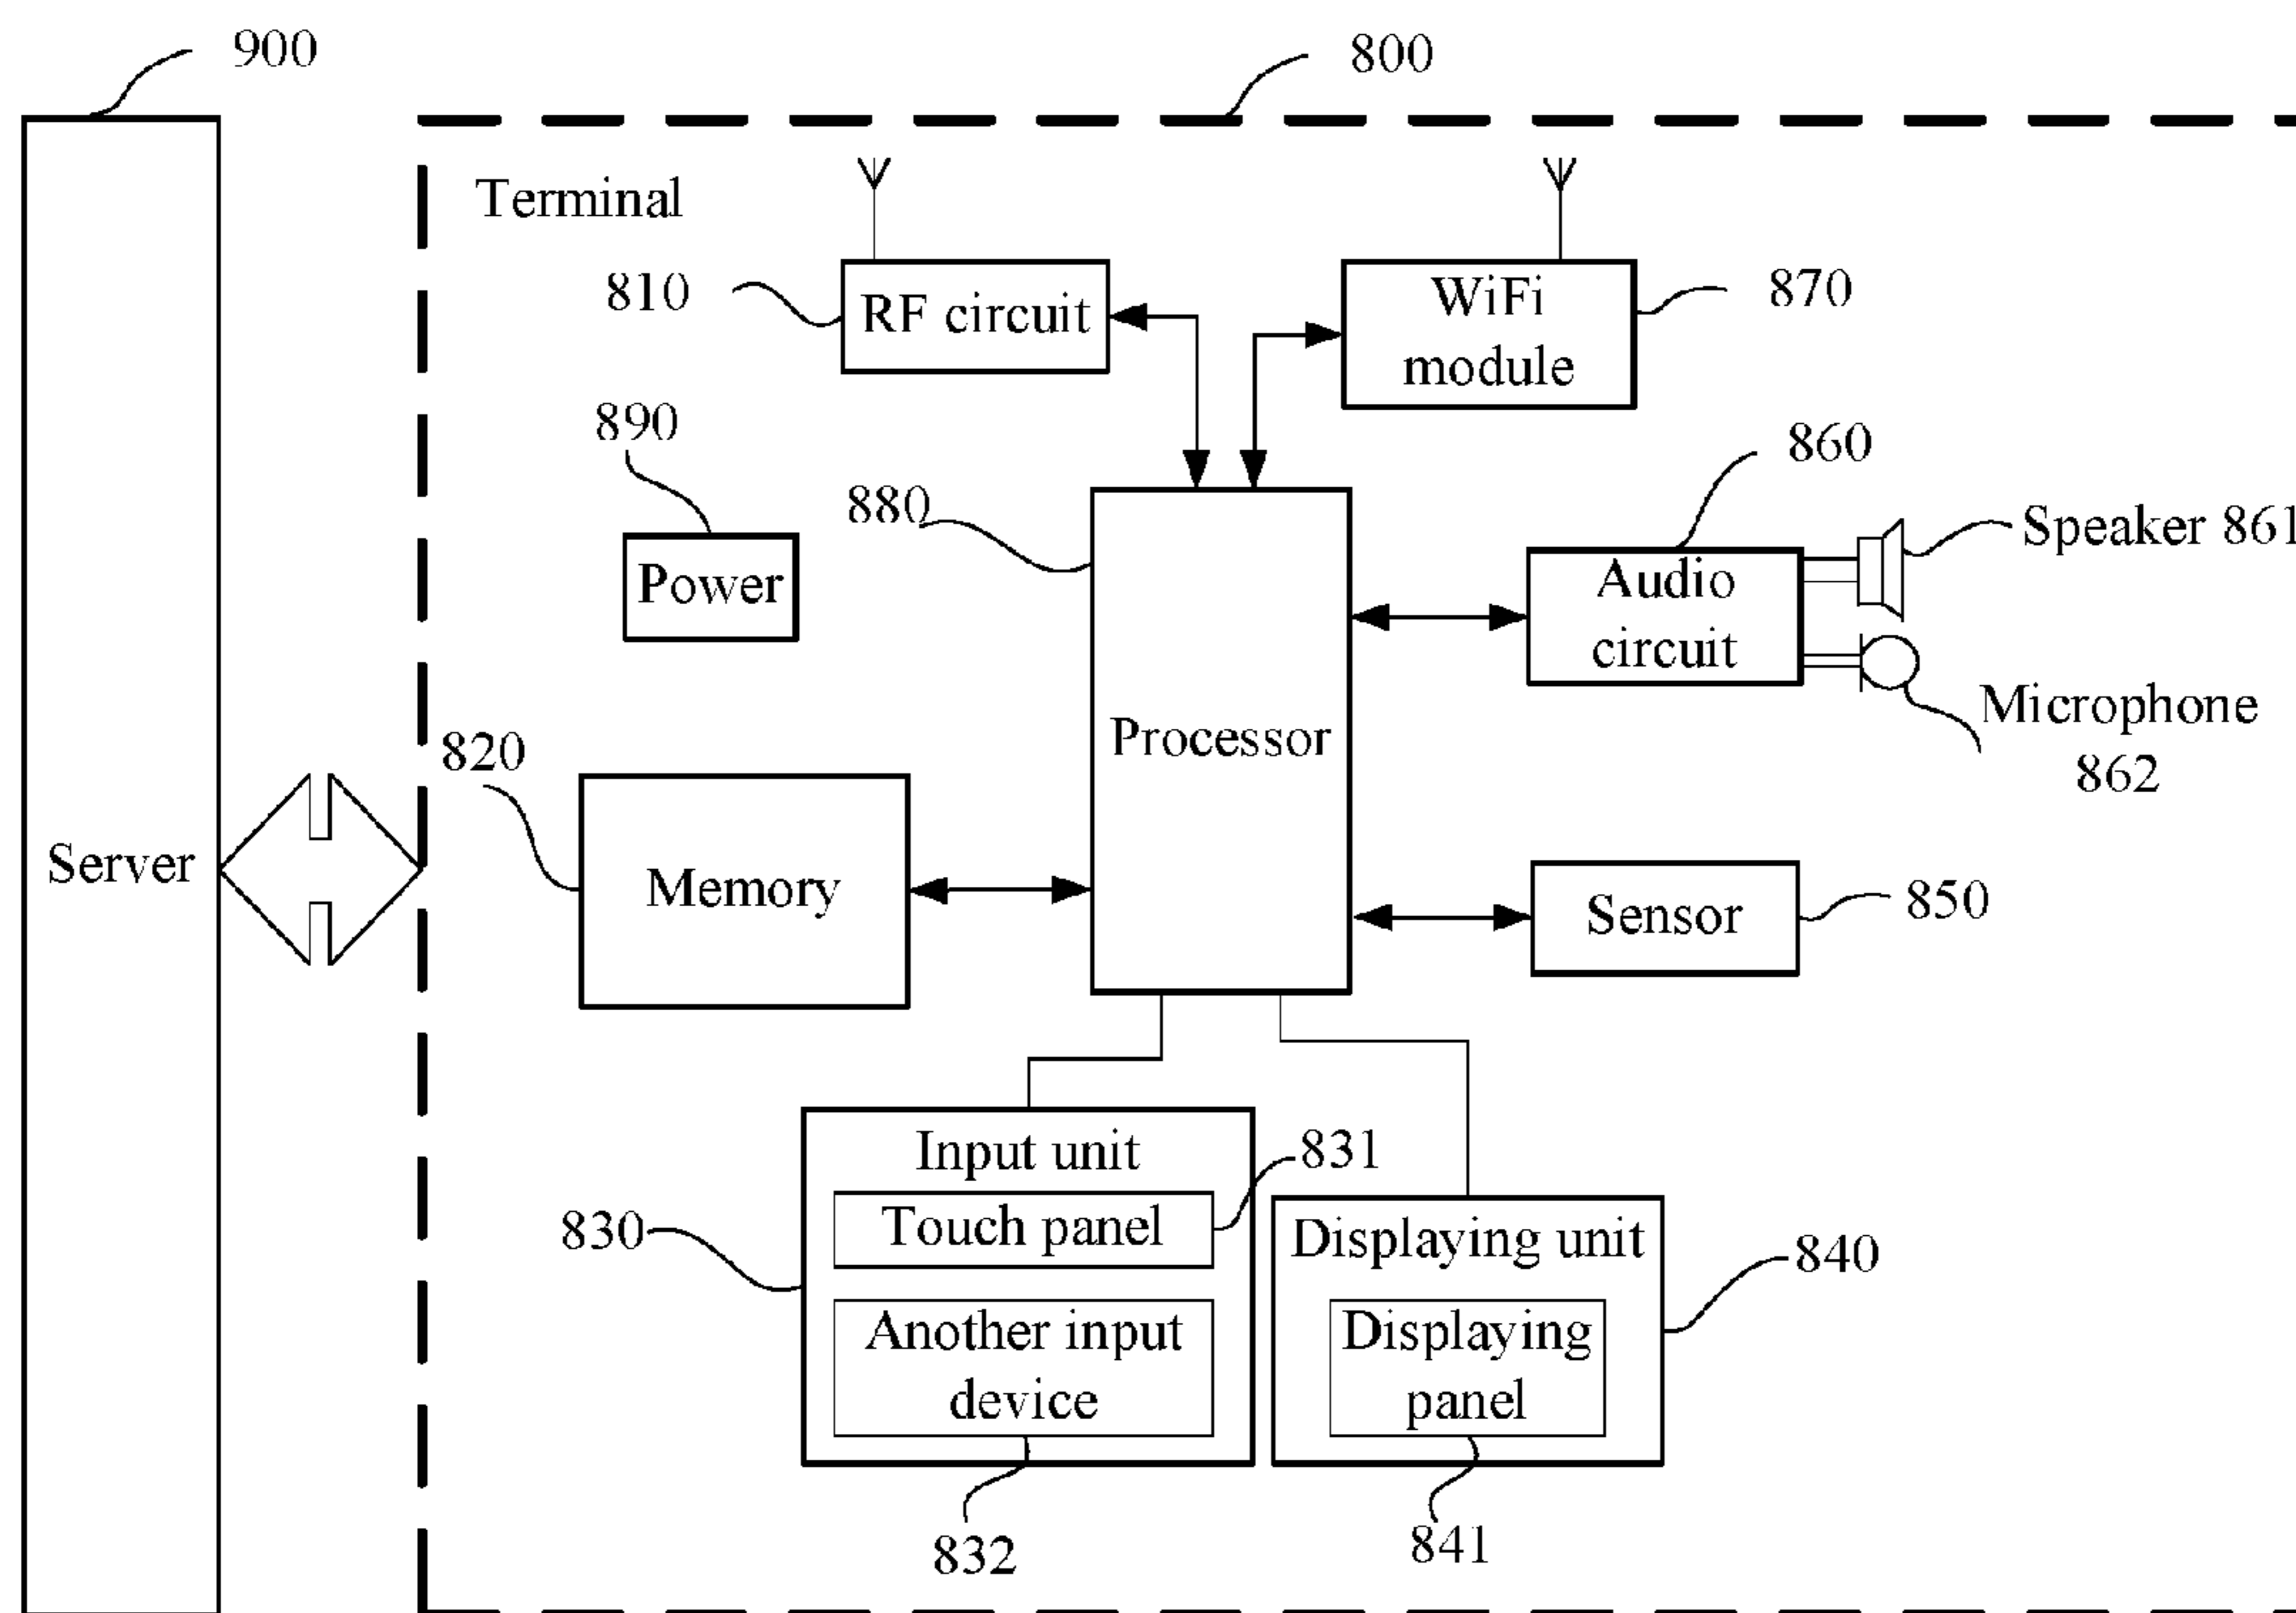 900
800
Terminal
810
RF circuit
WiFi
module
870
890
Power
880
860
Audio
circuit
Speaker 861
Microphone
862
Processor
820
Memory
Server
Sensor
850
Input unit
831
Touch panel
830
Another input
device
832
Displaying unit
840
Displaying
panel
841